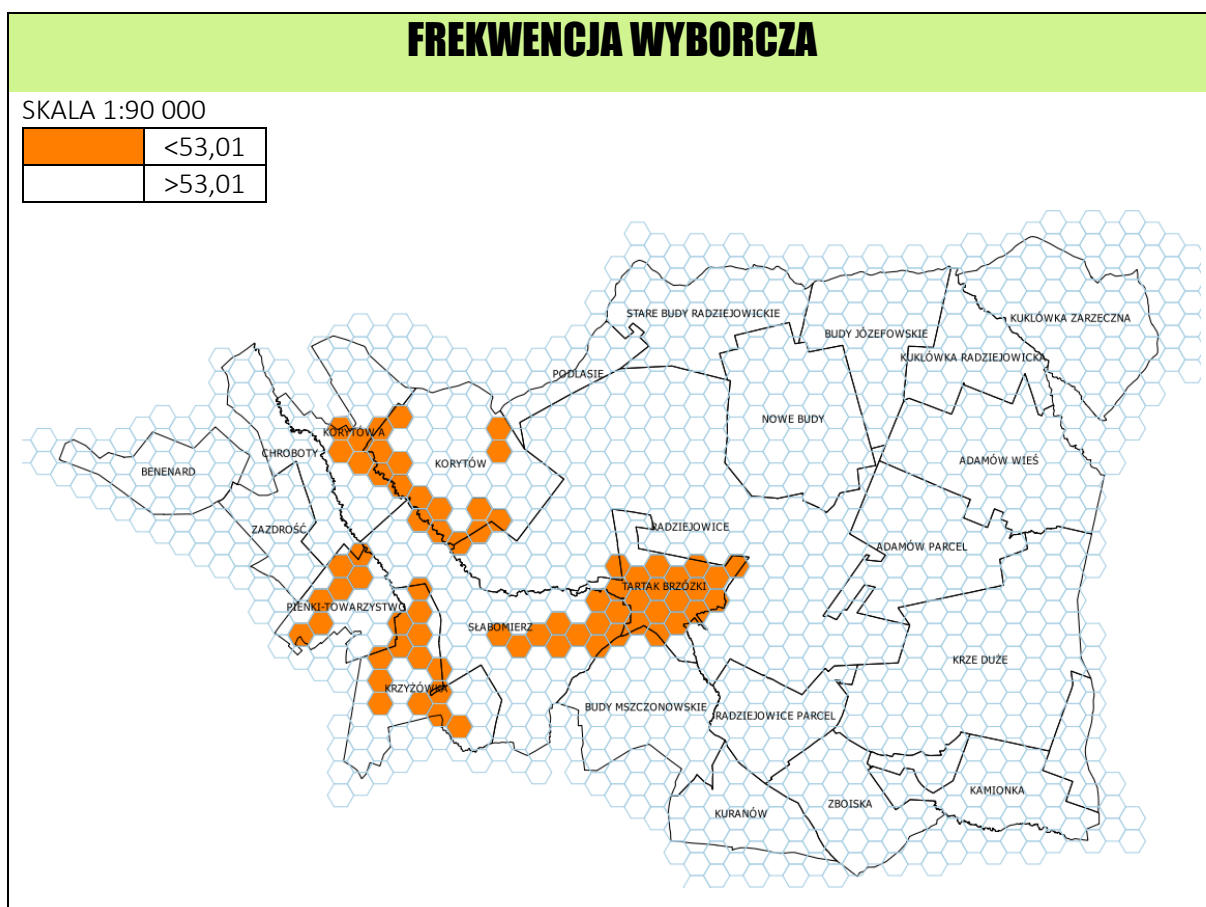 FREKWENCJA WYBORCZA
SKALA 1:90 000
<53,01
>53,01
KUKLÓWKA ZARZECZNA
STARE BUDY RADZIEJOWICKIE
BUDY JÓZEFOWSKIE
KUKLÓWKA RADZIEJOWICKA
PODLASIE
NOWE BUDY
KORYTÓW A
CHROBOTY
KORYTÓW
ADAMÓW WIEŚ
BENENARD
ZAZDROŚĆ
RADZIEJOWICE
ADAMÓW PARCEL
TARTAK BRZÓZKI
PIEŃKI-TOWARZYSTWO
SŁABOMIERZ
KRZE DUŻE
KRZYŻÓWKA
BUDY MSZCZONOWSKIE
RADZIEJOWICE PARCEL
KAMIONKA
ZBOISKA
KURANÓW